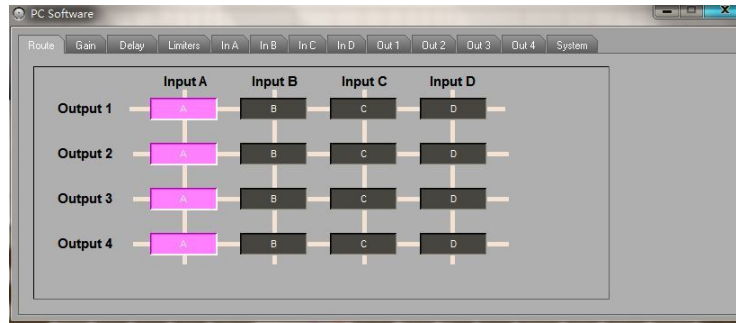 PC Software
Route Gain Delay Limiters In A In B In C In D Out 1 Out 2 Out 3 Out 4 System
Input A Input B Input C Input D
Output 1 A B C D
Output 2 A B C D
Output 3 A B C D
Output 4 A B C D